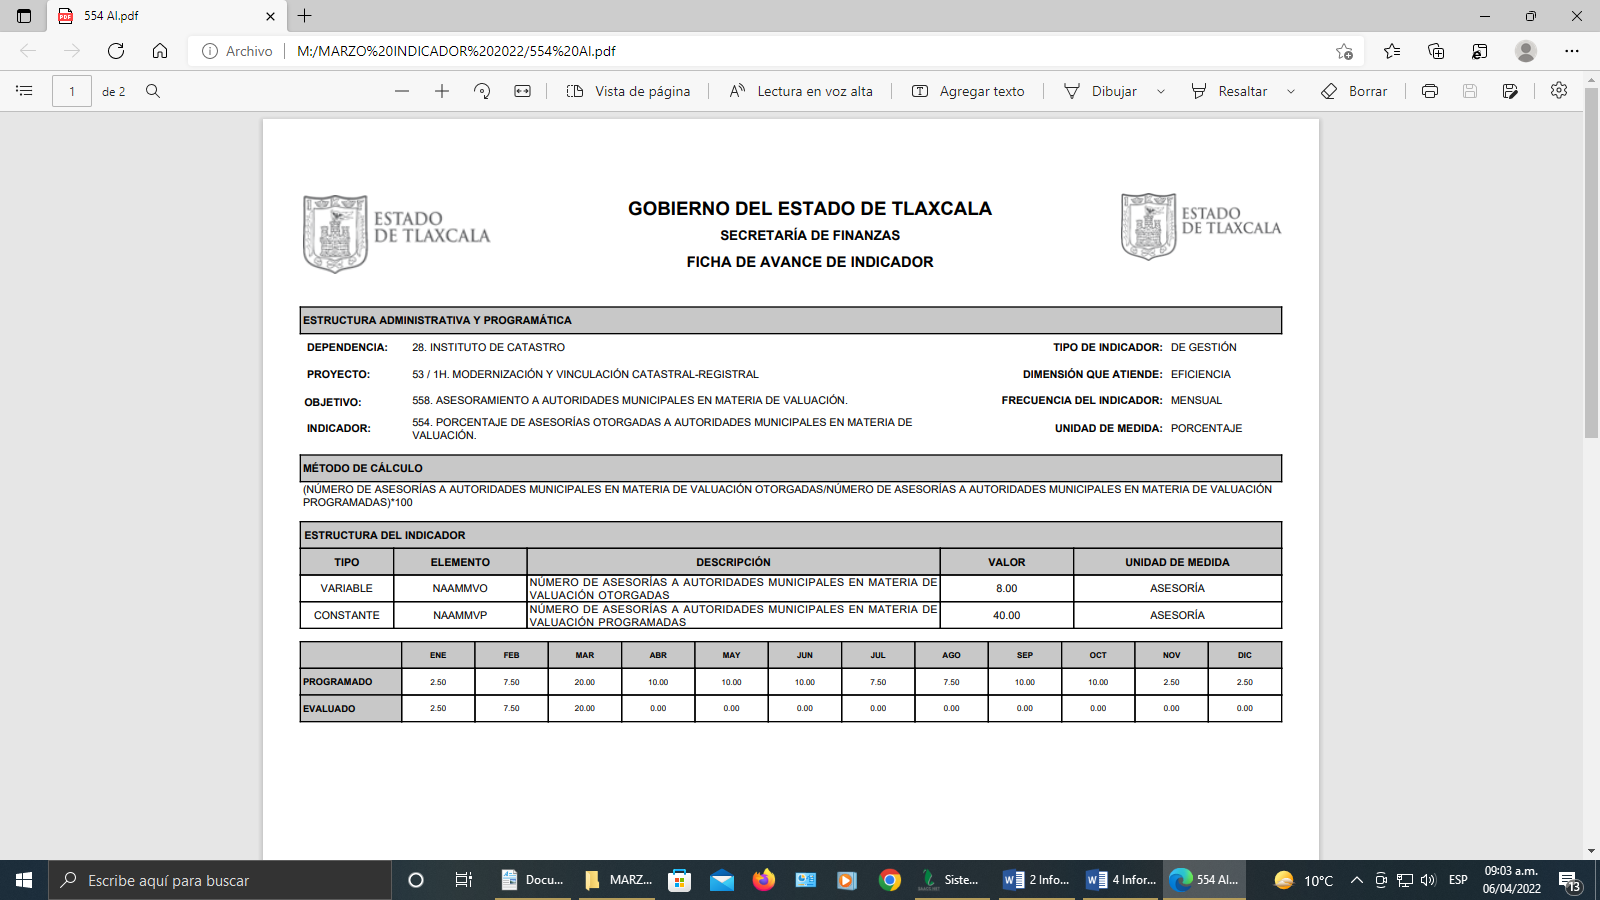 554 AI.pdf
Archivo
M:/MARZO%20INDICADOR%202022/554%20AI.pdf
1 de 2
Vista de página
Lectura en voz alta
Agregar texto
Dibujar
Resaltar
Borrar
ESTADO DE TLAXCALA
GOBIERNO DEL ESTADO DE TLAXCALA
SECRETARÍA DE FINANZAS
FICHA DE AVANCE DE INDICADOR
ESTADO DE TLAXCALA
ESTRUCTURA ADMINISTRATIVA Y PROGRAMÁTICA
DEPENDENCIA: 28. INSTITUTO DE CATASTRO TIPO DE INDICADOR: DE GESTIÓN
PROYECTO: 53 / 1H. MODERNIZACIÓN Y VINCULACIÓN CATASTRAL-REGISTRAL DIMENSIÓN QUE ATIENDE: EFICIENCIA
OBJETIVO: 558. ASESORAMIENTO A AUTORIDADES MUNICIPALES EN MATERIA DE VALUACIÓN. FRECUENCIA DEL INDICADOR: MENSUAL
INDICADOR: 554. PORCENTAJE DE ASESORÍAS OTORGADAS A AUTORIDADES MUNICIPALES EN MATERIA DE VALUACIÓN. UNIDAD DE MEDIDA: PORCENTAJE
MÉTODO DE CÁLCULO
(NÚMERO DE ASESORÍAS A AUTORIDADES MUNICIPALES EN MATERIA DE VALUACIÓN OTORGADAS/NÚMERO DE ASESORÍAS A AUTORIDADES MUNICIPALES EN MATERIA DE VALUACIÓN
PROGRAMADAS)*100
ESTRUCTURA DEL INDICADOR
TIPO ELEMENTO DESCRIPCIÓN VALOR UNIDAD DE MEDIDA
VARIABLE NAAMMVO NÚMERO DE ASESORÍAS A AUTORIDADES MUNICIPALES EN MATERIA DE VALUACIÓN OTORGADAS 8.00 ASESORÍA
CONSTANTE NAAMMVP NÚMERO DE ASESORÍAS A AUTORIDADES MUNICIPALES EN MATERIA DE VALUACIÓN PROGRAMADAS 40.00 ASESORÍA
ENE FEB MAR ABR MAY JUN JUL AGO SEP OCT NOV DIC
PROGRAMADO 2.50 7.50 20.00 10.00 10.00 10.00 7.50 7.50 10.00 10.00 2.50 2.50
EVALUADO 2.50 7.50 20.00 0.00 0.00 0.00 0.00 0.00 0.00 0.00 0.00 0.00
Escribe aquí para buscar
Docu...
MARZ...
Siste...
2 Info...
4 Infor...
554 AI...
10°C
ESP
09:03 a.m.
06/04/2022
13